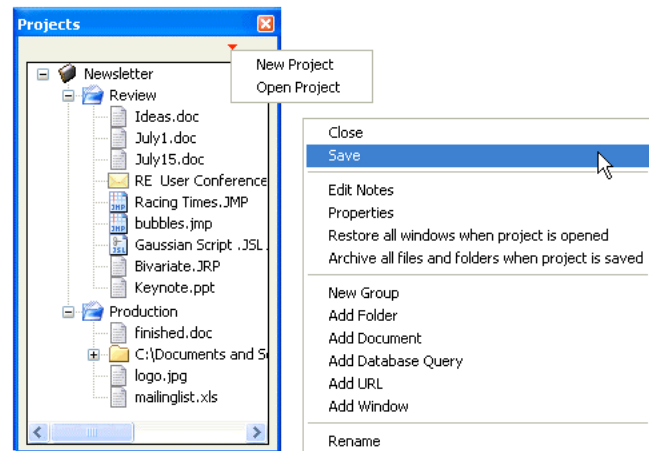 Projects
New Project
Open Project
Newsletter
Review
Ideas.doc
July1.doc
July15.doc
RE User Conference
Racing Times.JMP
bubbles.jmp
Gaussian Script .JSL
Bivariate.JRP
Keynote.ppt
Production
finished.doc
C:\Documents and S
logo.jpg
mailinglist.xls
Close
Save
Edit Notes
Properties
Restore all windows when project is opened
Archive all files and folders when project is saved
New Group
Add Folder
Add Document
Add Database Query
Add URL
Add Window
Rename